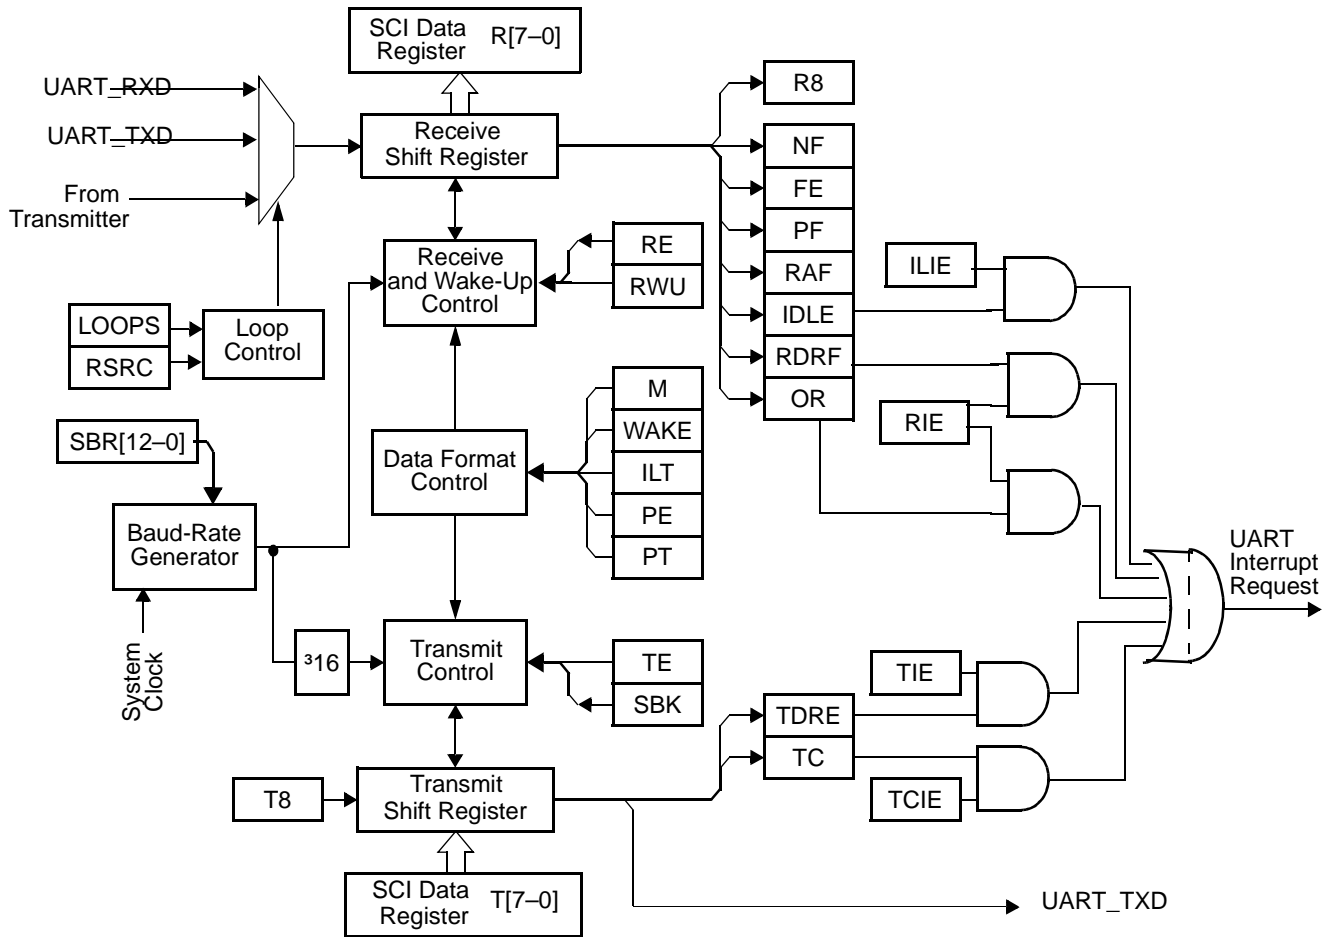 SCI Data
Register
R[7–0]
UART_RXD
UART_TXD
From
Transmitter
Receive
Shift Register
R8
NF
FE
PF
RAF
IDLE
RDRF
OR
Receive
and Wake-Up
Control
RE
RWU
ILIE
LOOPS
RSRC
Loop
Control
RIE
SBR[12–0]
Data Format
Control
M
WAKE
ILT
PE
PT
Baud-Rate
Generator
System
Clock
³16
Transmit
Control
TE
SBK
UART
Interrupt
Request
TIE
TDRE
TC
TCIE
T8
Transmit
Shift Register
SCI Data
Register
T[7–0]
UART_TXD